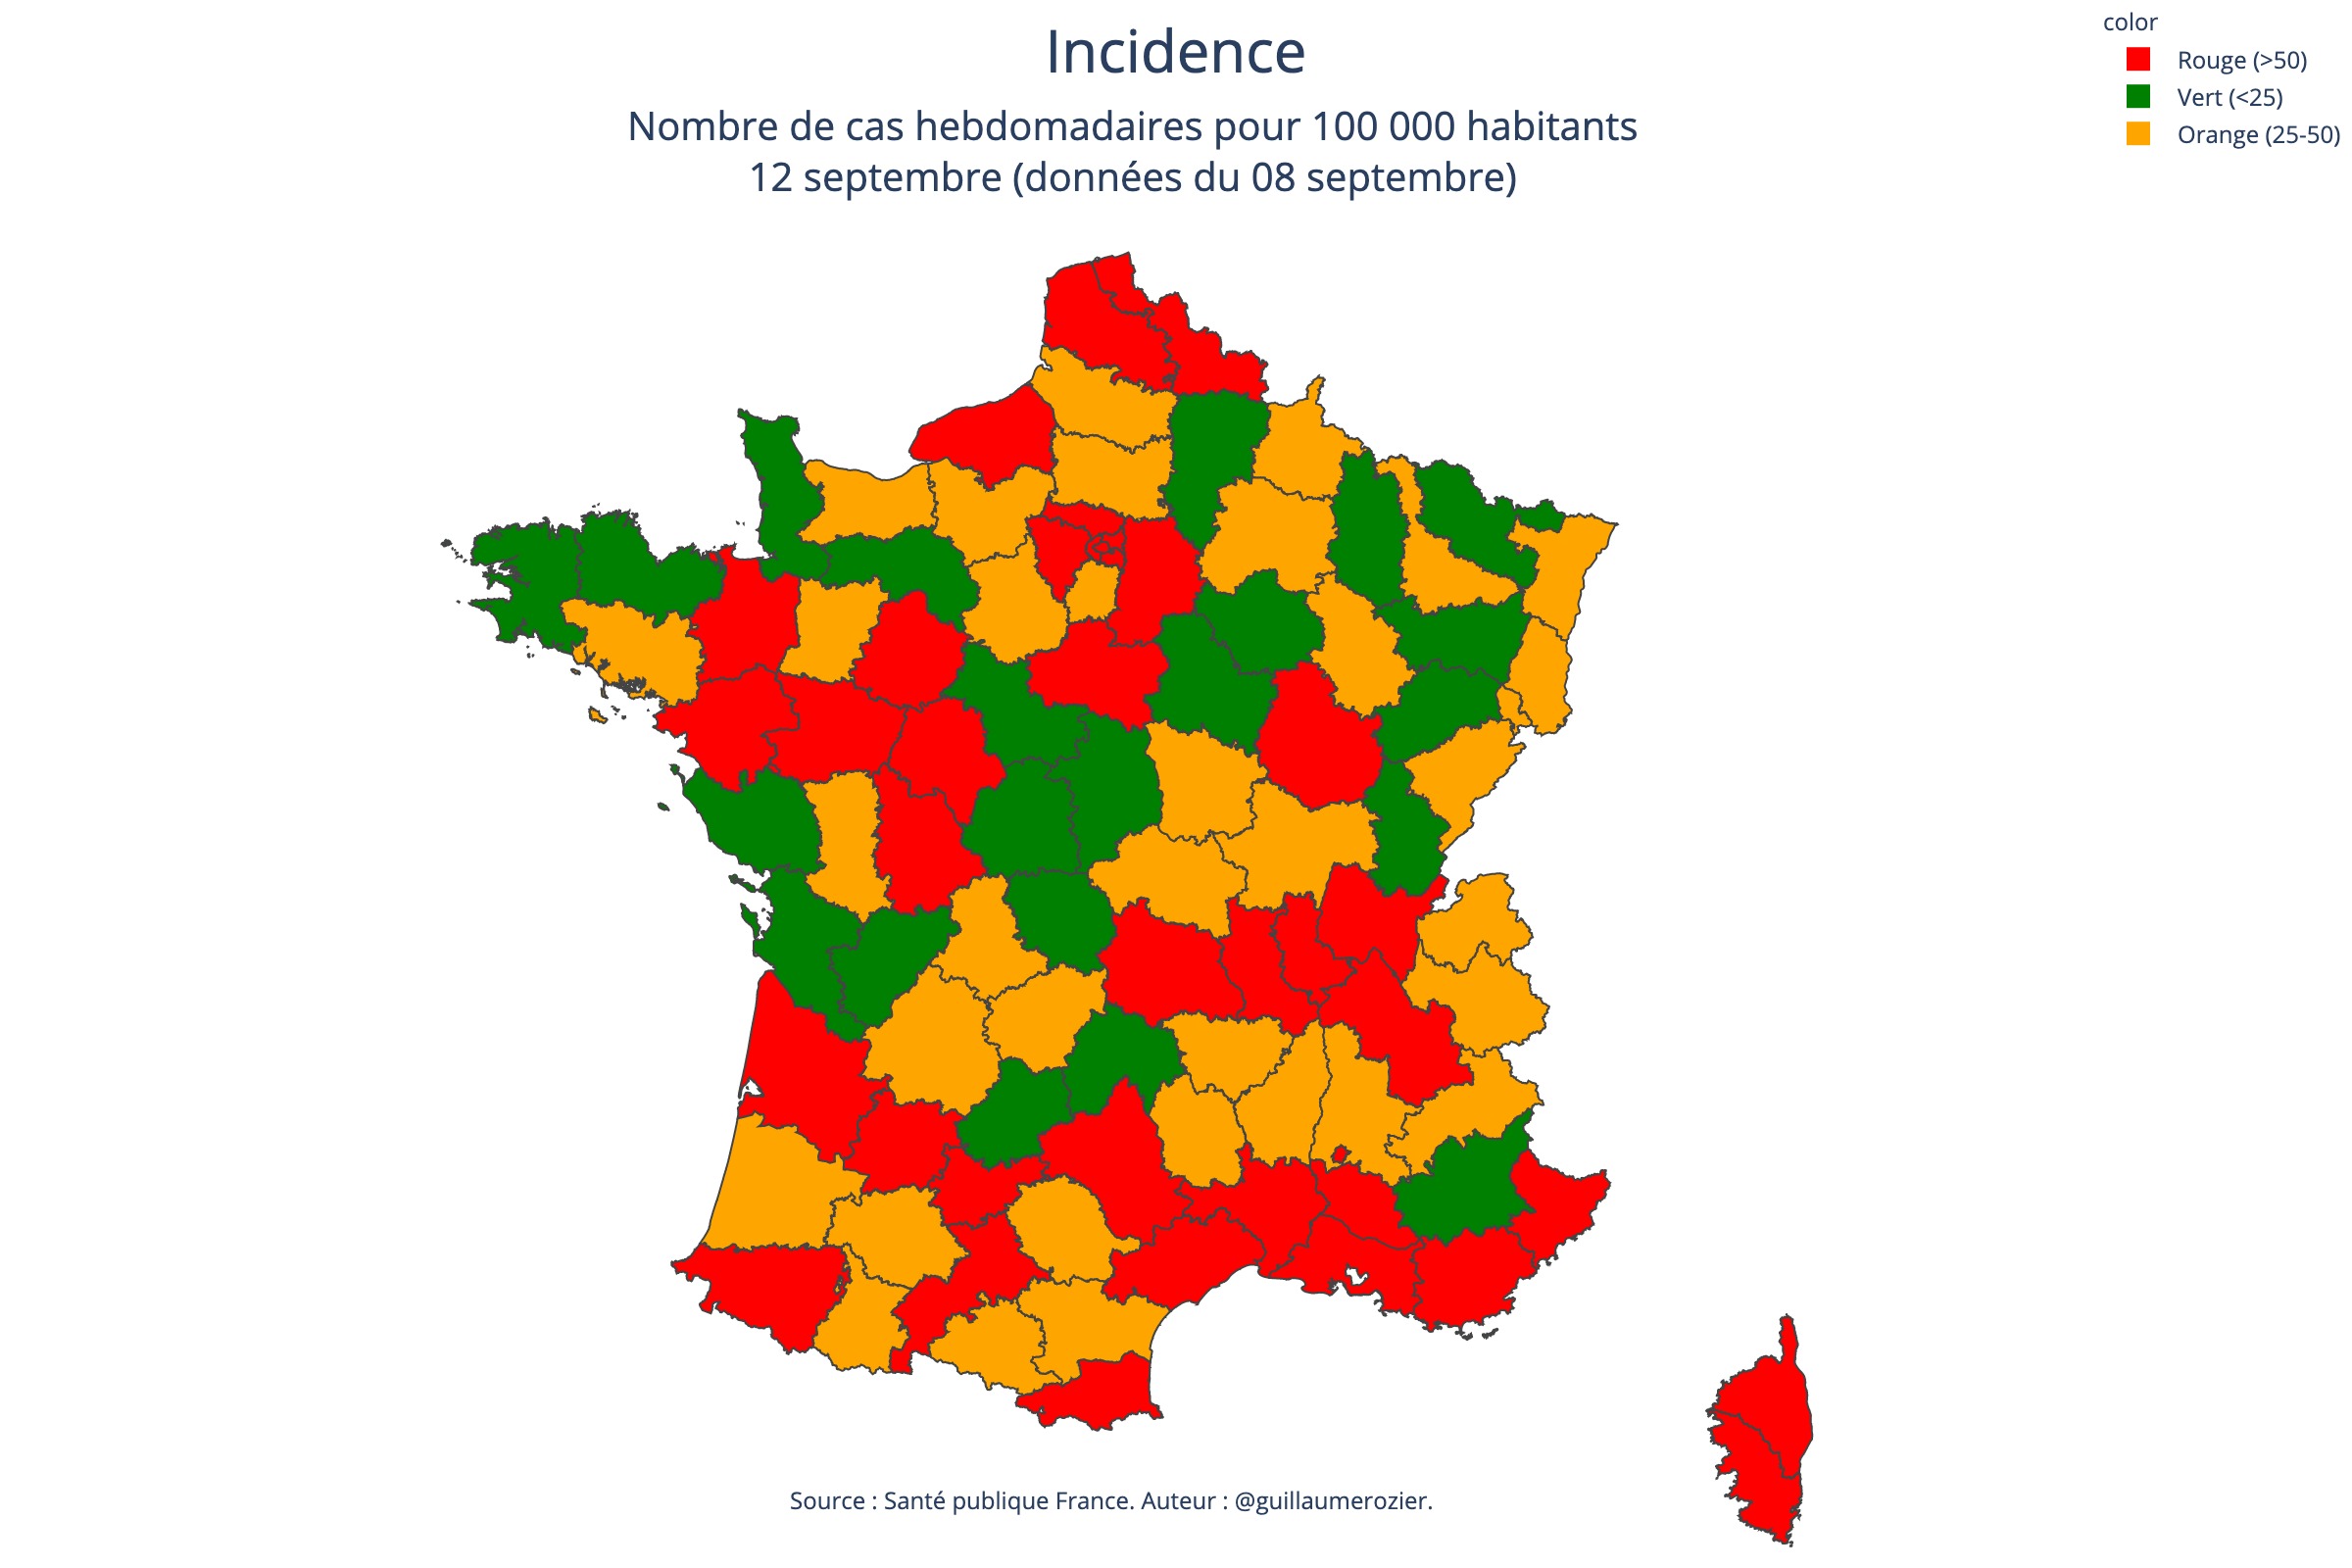 Incidence
Nombre de cas hebdomadaires pour 100 000 habitants
12 septembre (données du 08 septembre)
color
Rouge (>50)
Vert (<25)
Orange (25-50)
Source : Santé publique France. Auteur : @guillaumerozier.